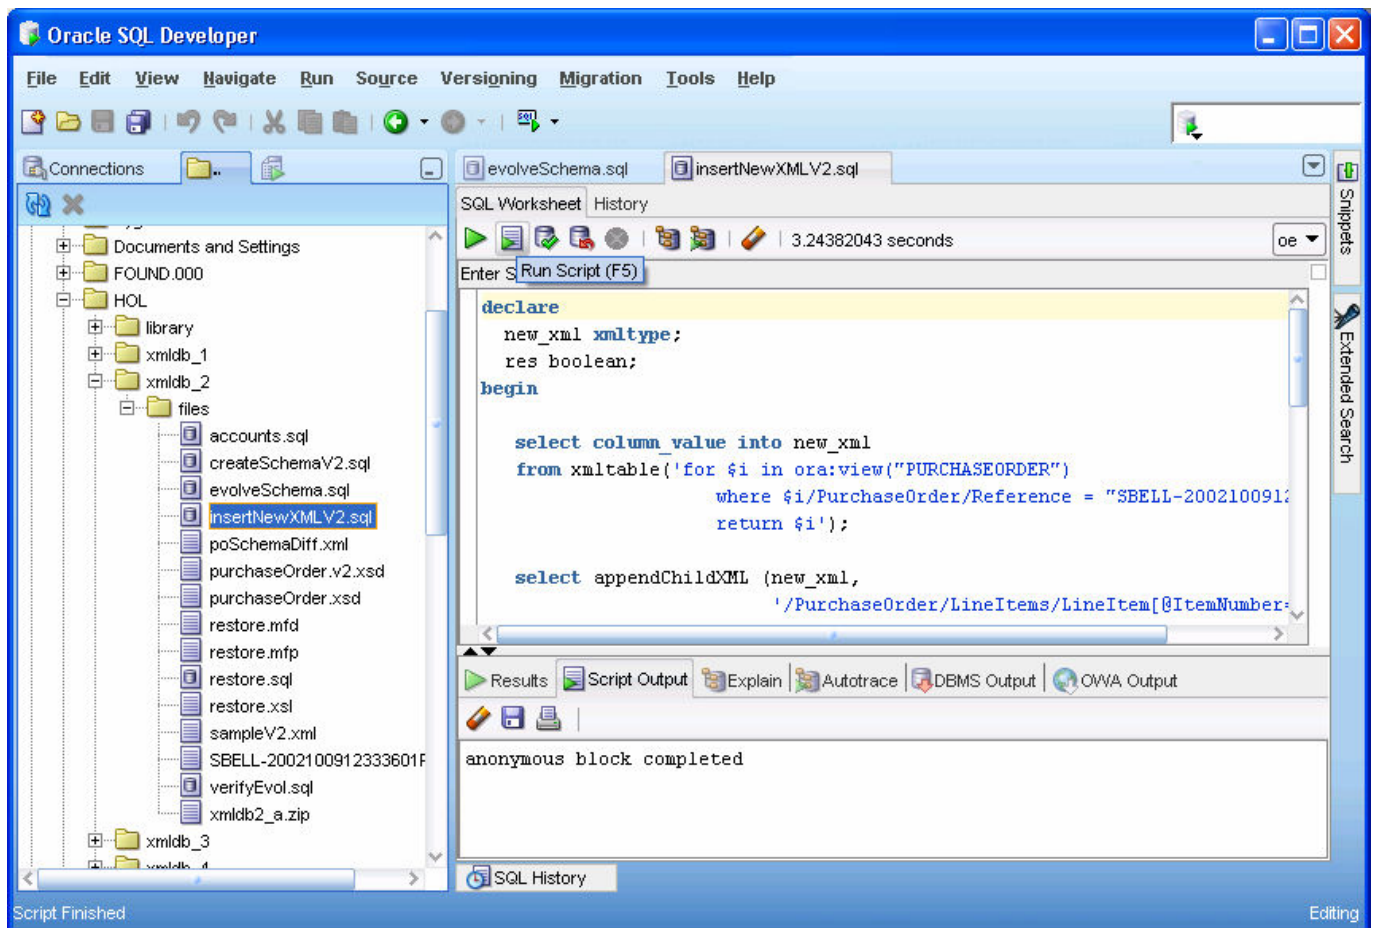 Oracle SQL Developer
File Edit View Navigate Run Source Versioning Migration Tools Help
Connections
..
evolveSchema.sql
insertNewXMLV2.sql
SQL Worksheet History
3.24382043 seconds
oe
Enter S
Run Script (F5)
Documents and Settings
FOUND.000
HOL
library
xmldb_1
xmldb_2
files
accounts.sql
createSchemaV2.sql
evolveSchema.sql
insertNewXMLV2.sql
poSchemaDiff.xml
purchaseOrder.v2.xsd
purchaseOrder.xsd
restore.mfd
restore.mfp
restore.sql
restore.xsl
sampleV2.xml
SBELL-2002100912333601F
verifyEvol.sql
xmldb2_a.zip
xmldb_3
xmldb_4
declare
new_xml xmltype;
res boolean;
begin
select column_value into new_xml
from xmltable('for $i in ora:view("PURCHASEORDER")
where $i/PurchaseOrder/Reference = "SBELL-2002100912
return $i');
select appendChildXML (new_xml,
'/PurchaseOrder/LineItems/LineItem[@ItemNumber=
Results Script Output Explain Autotrace DBMS Output OWA Output
anonymous block completed
SQL History
Snippets
Extended Search
Script Finished
Editing